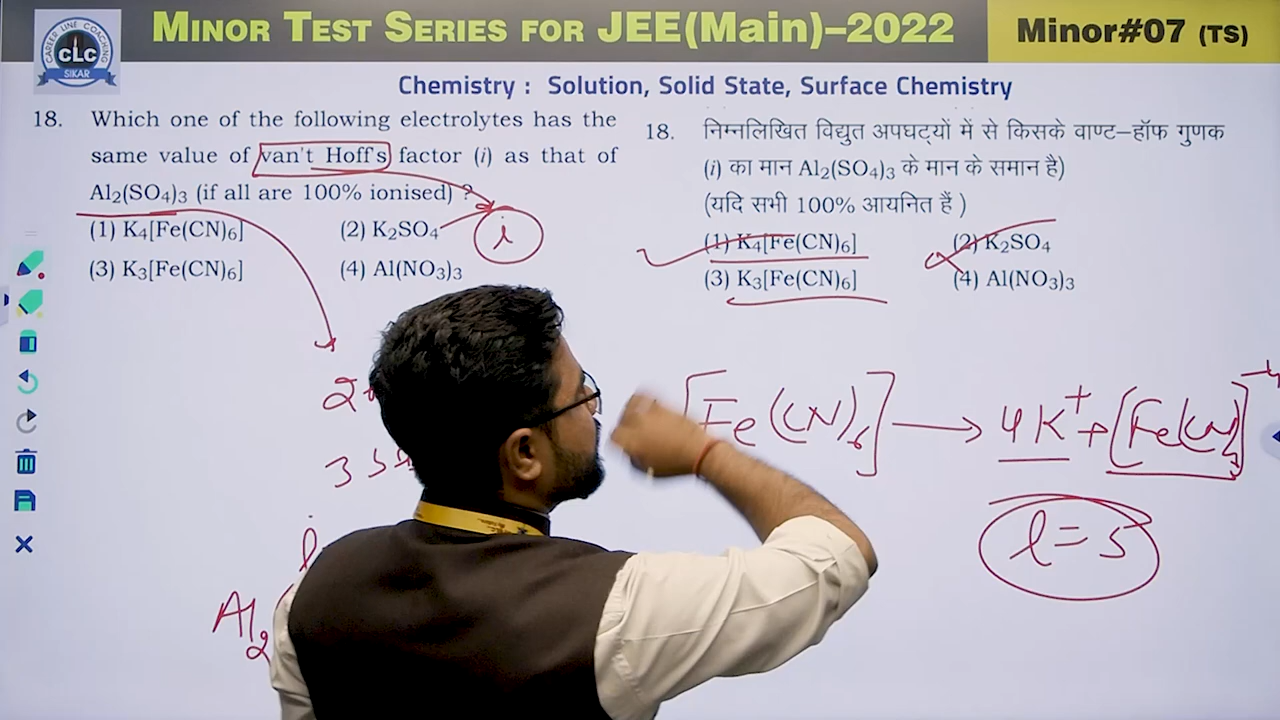 MINOR TEST SERIES FOR JEE(MAIN)–2022
Minor#07 (TS)
CAREER LINE COACHING
CLC
SIKAR
Chemistry : Solution, Solid State, Surface Chemistry
18. Which one of the following electrolytes has the
same value of van't Hoff's factor (i) as that of
Al₂(SO₄)₃ (if all are 100% ionised) ?
(1) K₄[Fe(CN)₆] (2) K₂SO₄
(3) K₃[Fe(CN)₆] (4) Al(NO₃)₃
i
18. निम्नलिखित विद्युत अपघट्यों में से किसके वाण्ट–हॉफ गुणक
(i) का मान Al₂(SO₄)₃ के मान के समान है)
(यदि सभी 100% आयनित हैं )
(1) K₄[Fe(CN)₆] (2) K₂SO₄
(3) K₃[Fe(CN)₆] (4) Al(NO₃)₃
[Fe(CN)₆] → 4K⁺ + [Fe(CN)
i = 5
2
3
i
Al₂